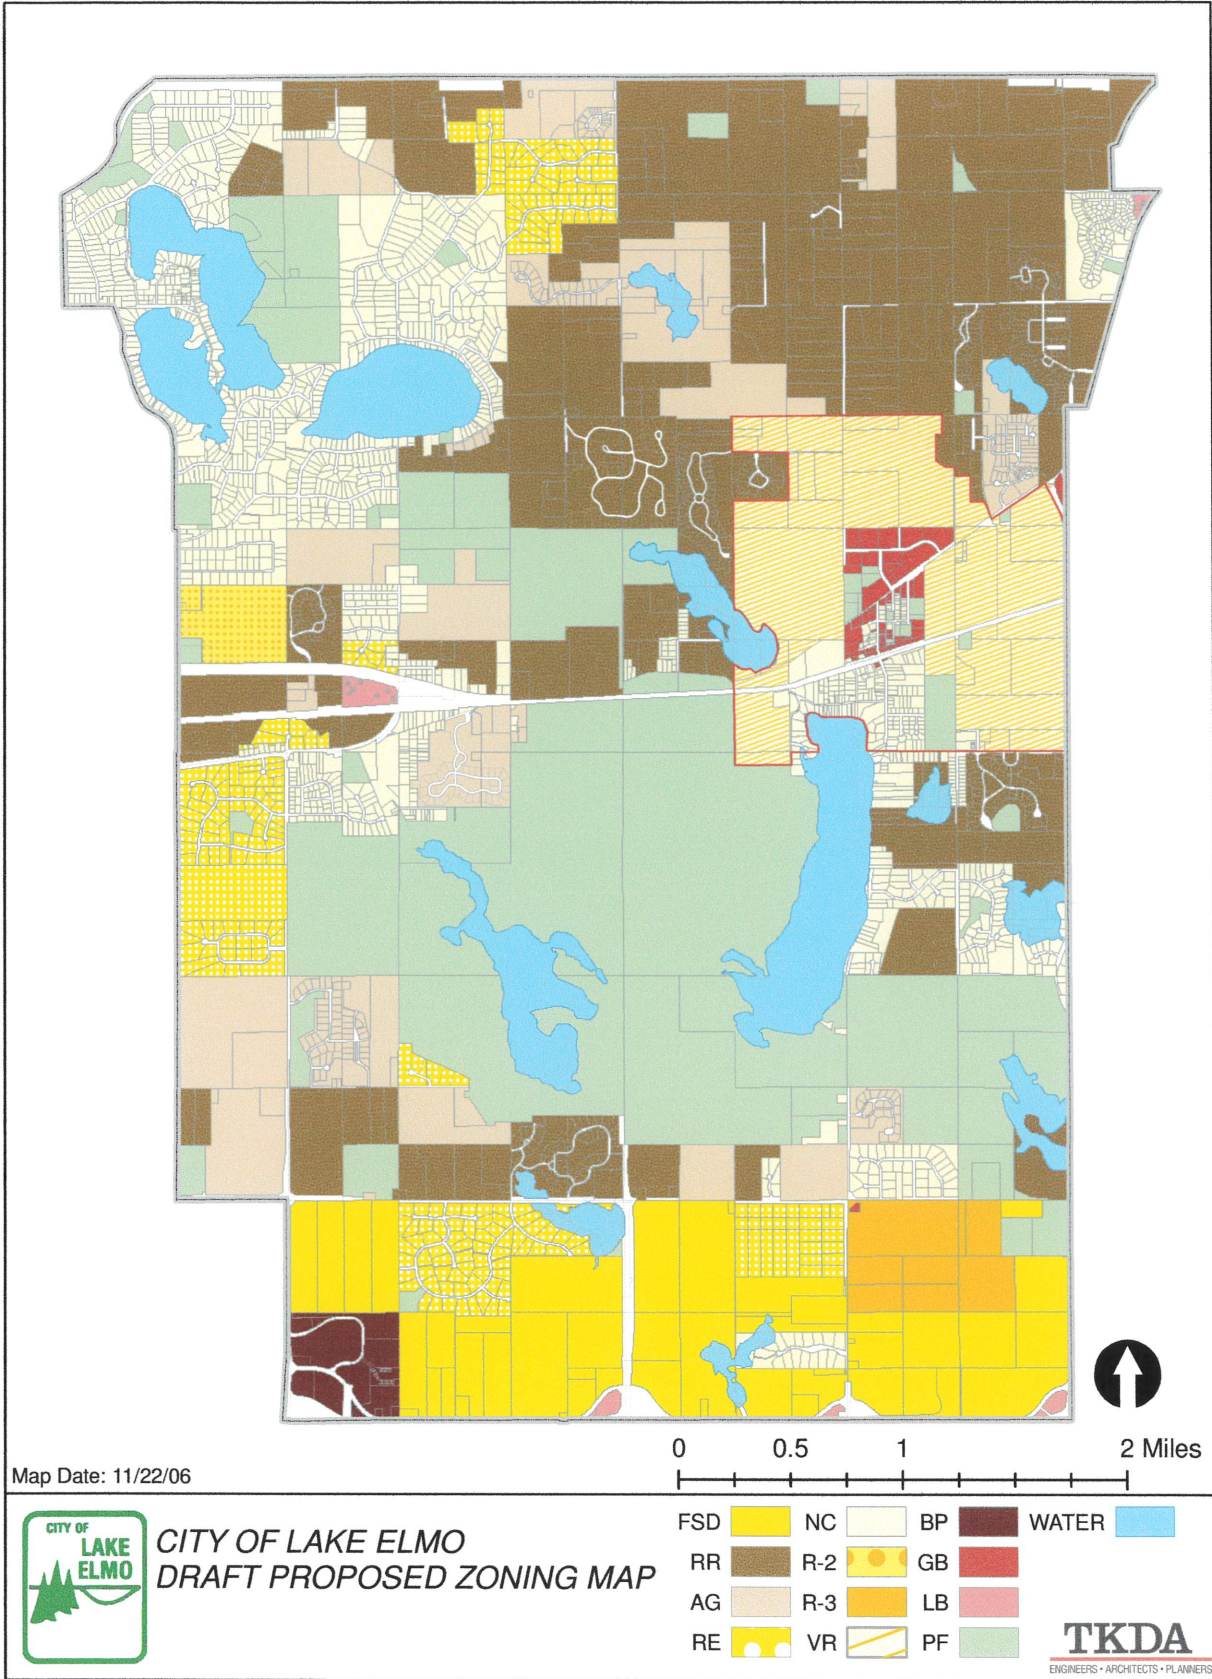 0 0.5 1 2 Miles
Map Date: 11/22/06
CITY OF
LAKE
ELMO
CITY OF LAKE ELMO
DRAFT PROPOSED ZONING MAP
FSD NC BP WATER
RR R-2 GB
AG R-3 LB
RE VR PF
TKDA
ENGINEERS • ARCHITECTS • PLANNERS